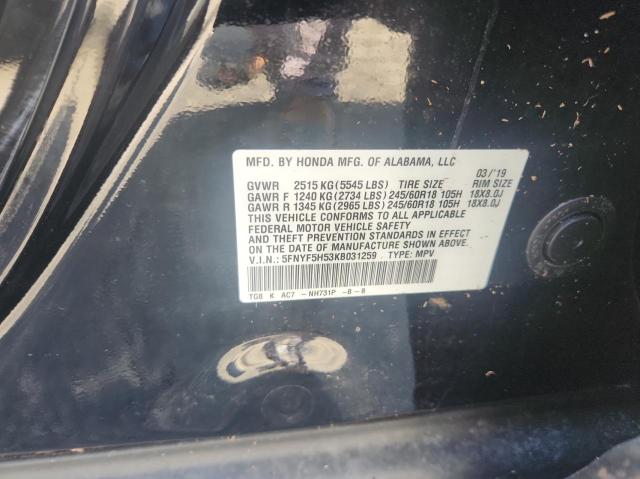 MFD. BY HONDA MFG. OF ALABAMA, LLC
03/'19
GVWR 2515 KG(5545 LBS) TIRE SIZE RIM SIZE
GAWR F 1240 KG(2734 LBS) 245/60R18 105H 18X8.0J
GAWR R 1345 KG(2965 LBS) 245/60R18 105H 18X8.0J
THIS VEHICLE CONFORMS TO ALL APPLICABLE
FEDERAL MOTOR VEHICLE SAFETY
AND THEFT PREVENTION STANDARDS IN EFFECT
ON THE DATE OF MANUFACTURE SHOWN ABOVE.
V.I.N.: 5FNYF5H53KB031259 TYPE: MPV
TG8 K AC7 -NH731P -B-B